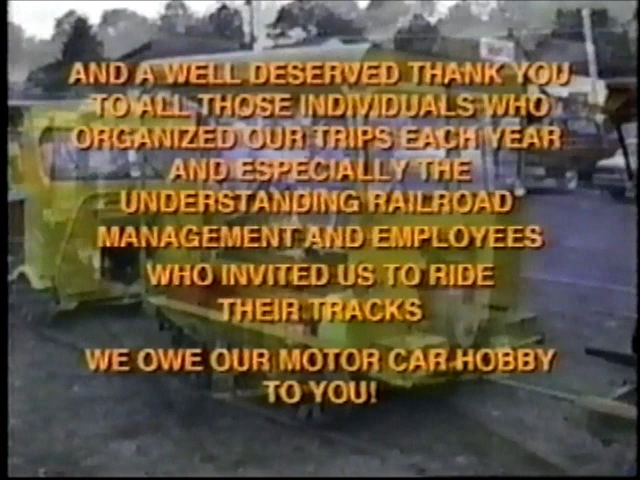 AND A WELL DESERVED THANK YOU
TO ALL THOSE INDIVIDUALS WHO
ORGANIZED OUR TRIPS EACH YEAR
AND ESPECIALLY THE
UNDERSTANDING RAILROAD
MANAGEMENT AND EMPLOYEES
WHO INVITED US TO RIDE
THEIR TRACKS
WE OWE OUR MOTOR CAR HOBBY
TO YOU!